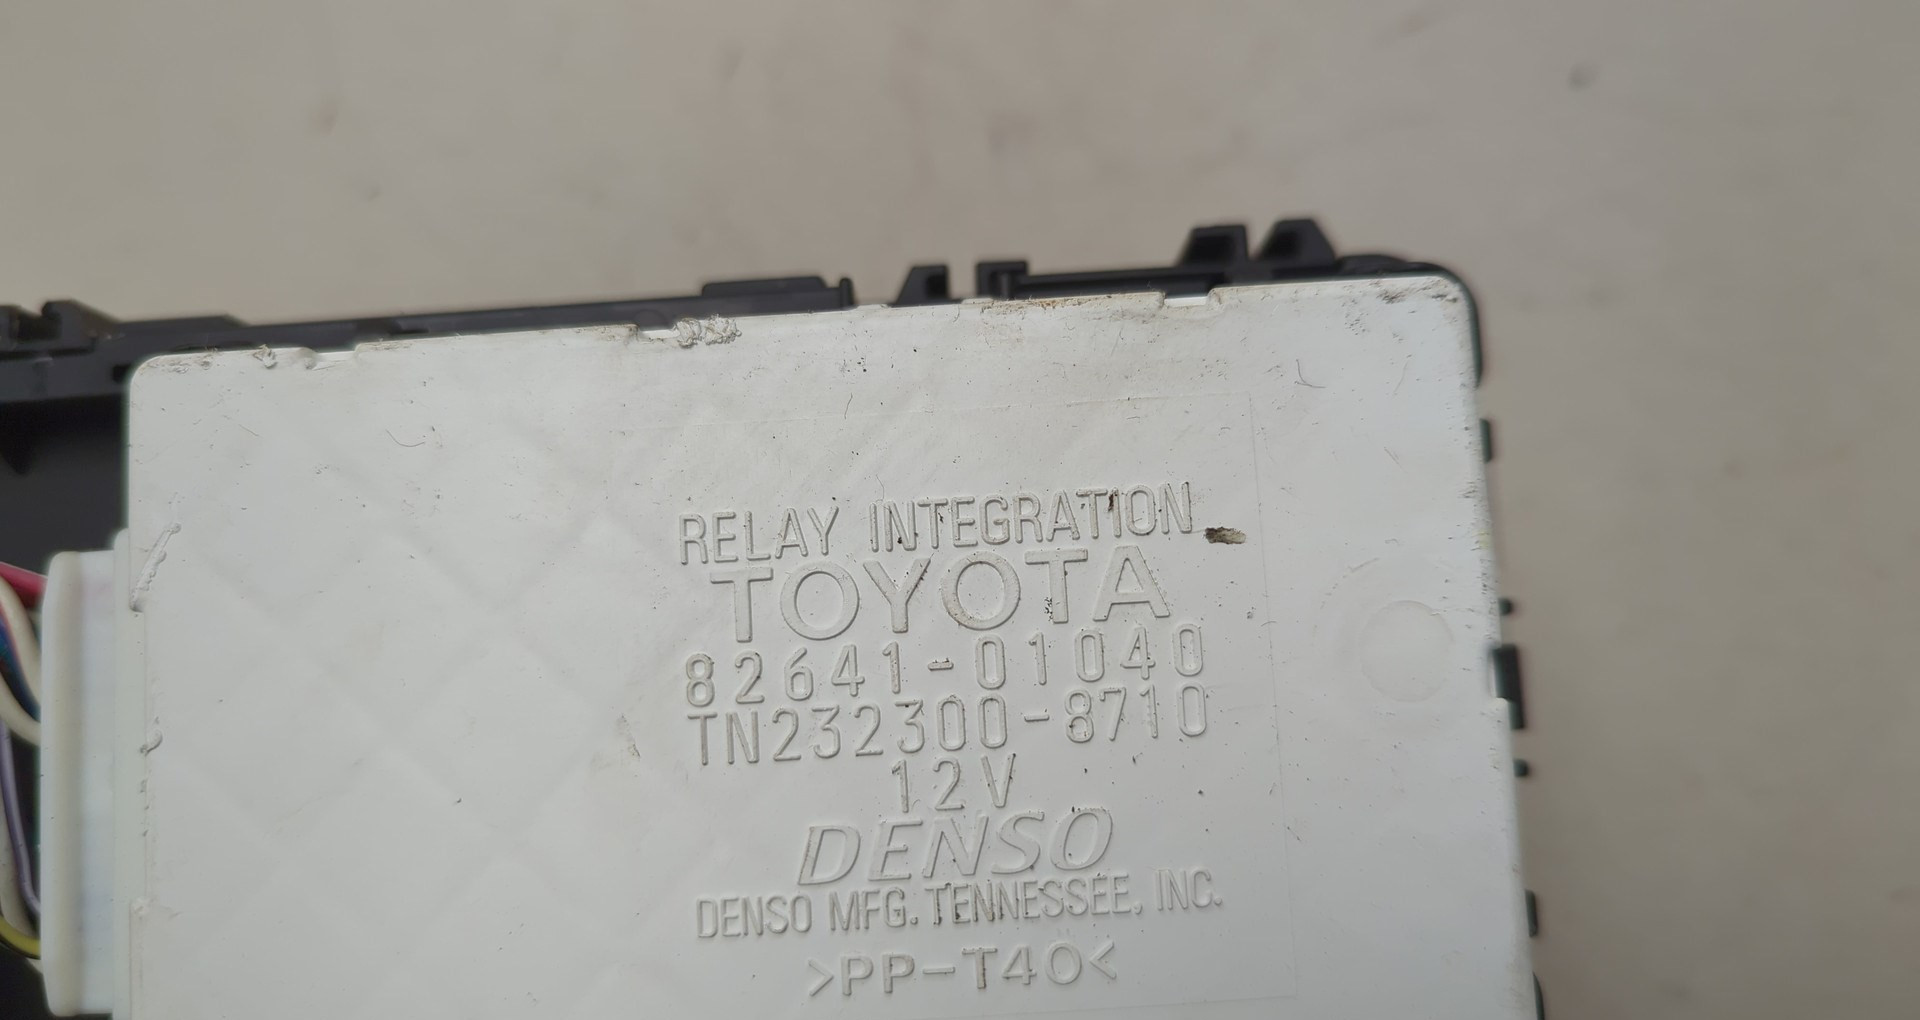 RELAY INTEGRATION
TOYOTA
82641-01040
TN232300-8710
12V
DENSO
DENSO MFG. TENNESSEE, INC.
>PP-T40<